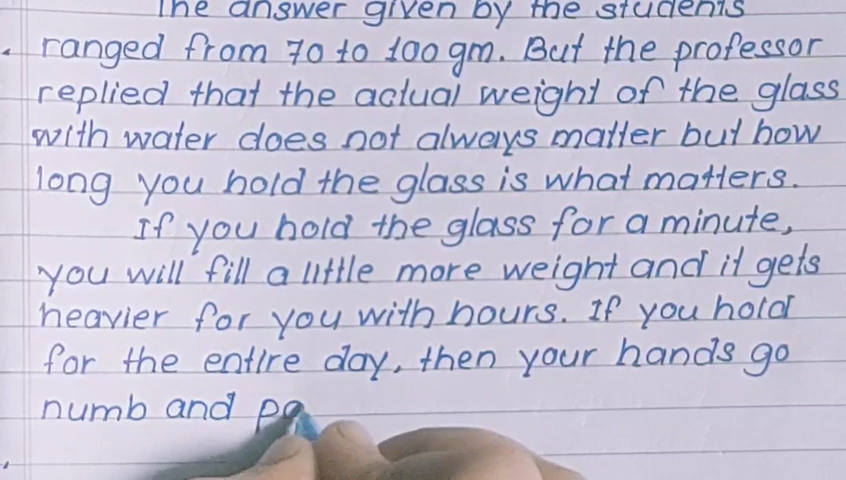 The answer given by the students
ranged from 70 to 100gm. But the professor
replied that the actual weight of the glass
with water does not always matter but how
long you hold the glass is what matters.
If you hold the glass for a minute,
you will fill a little more weight and it gets
heavier for you with hours. If you hold
for the entire day, then your hands go
numb and pa